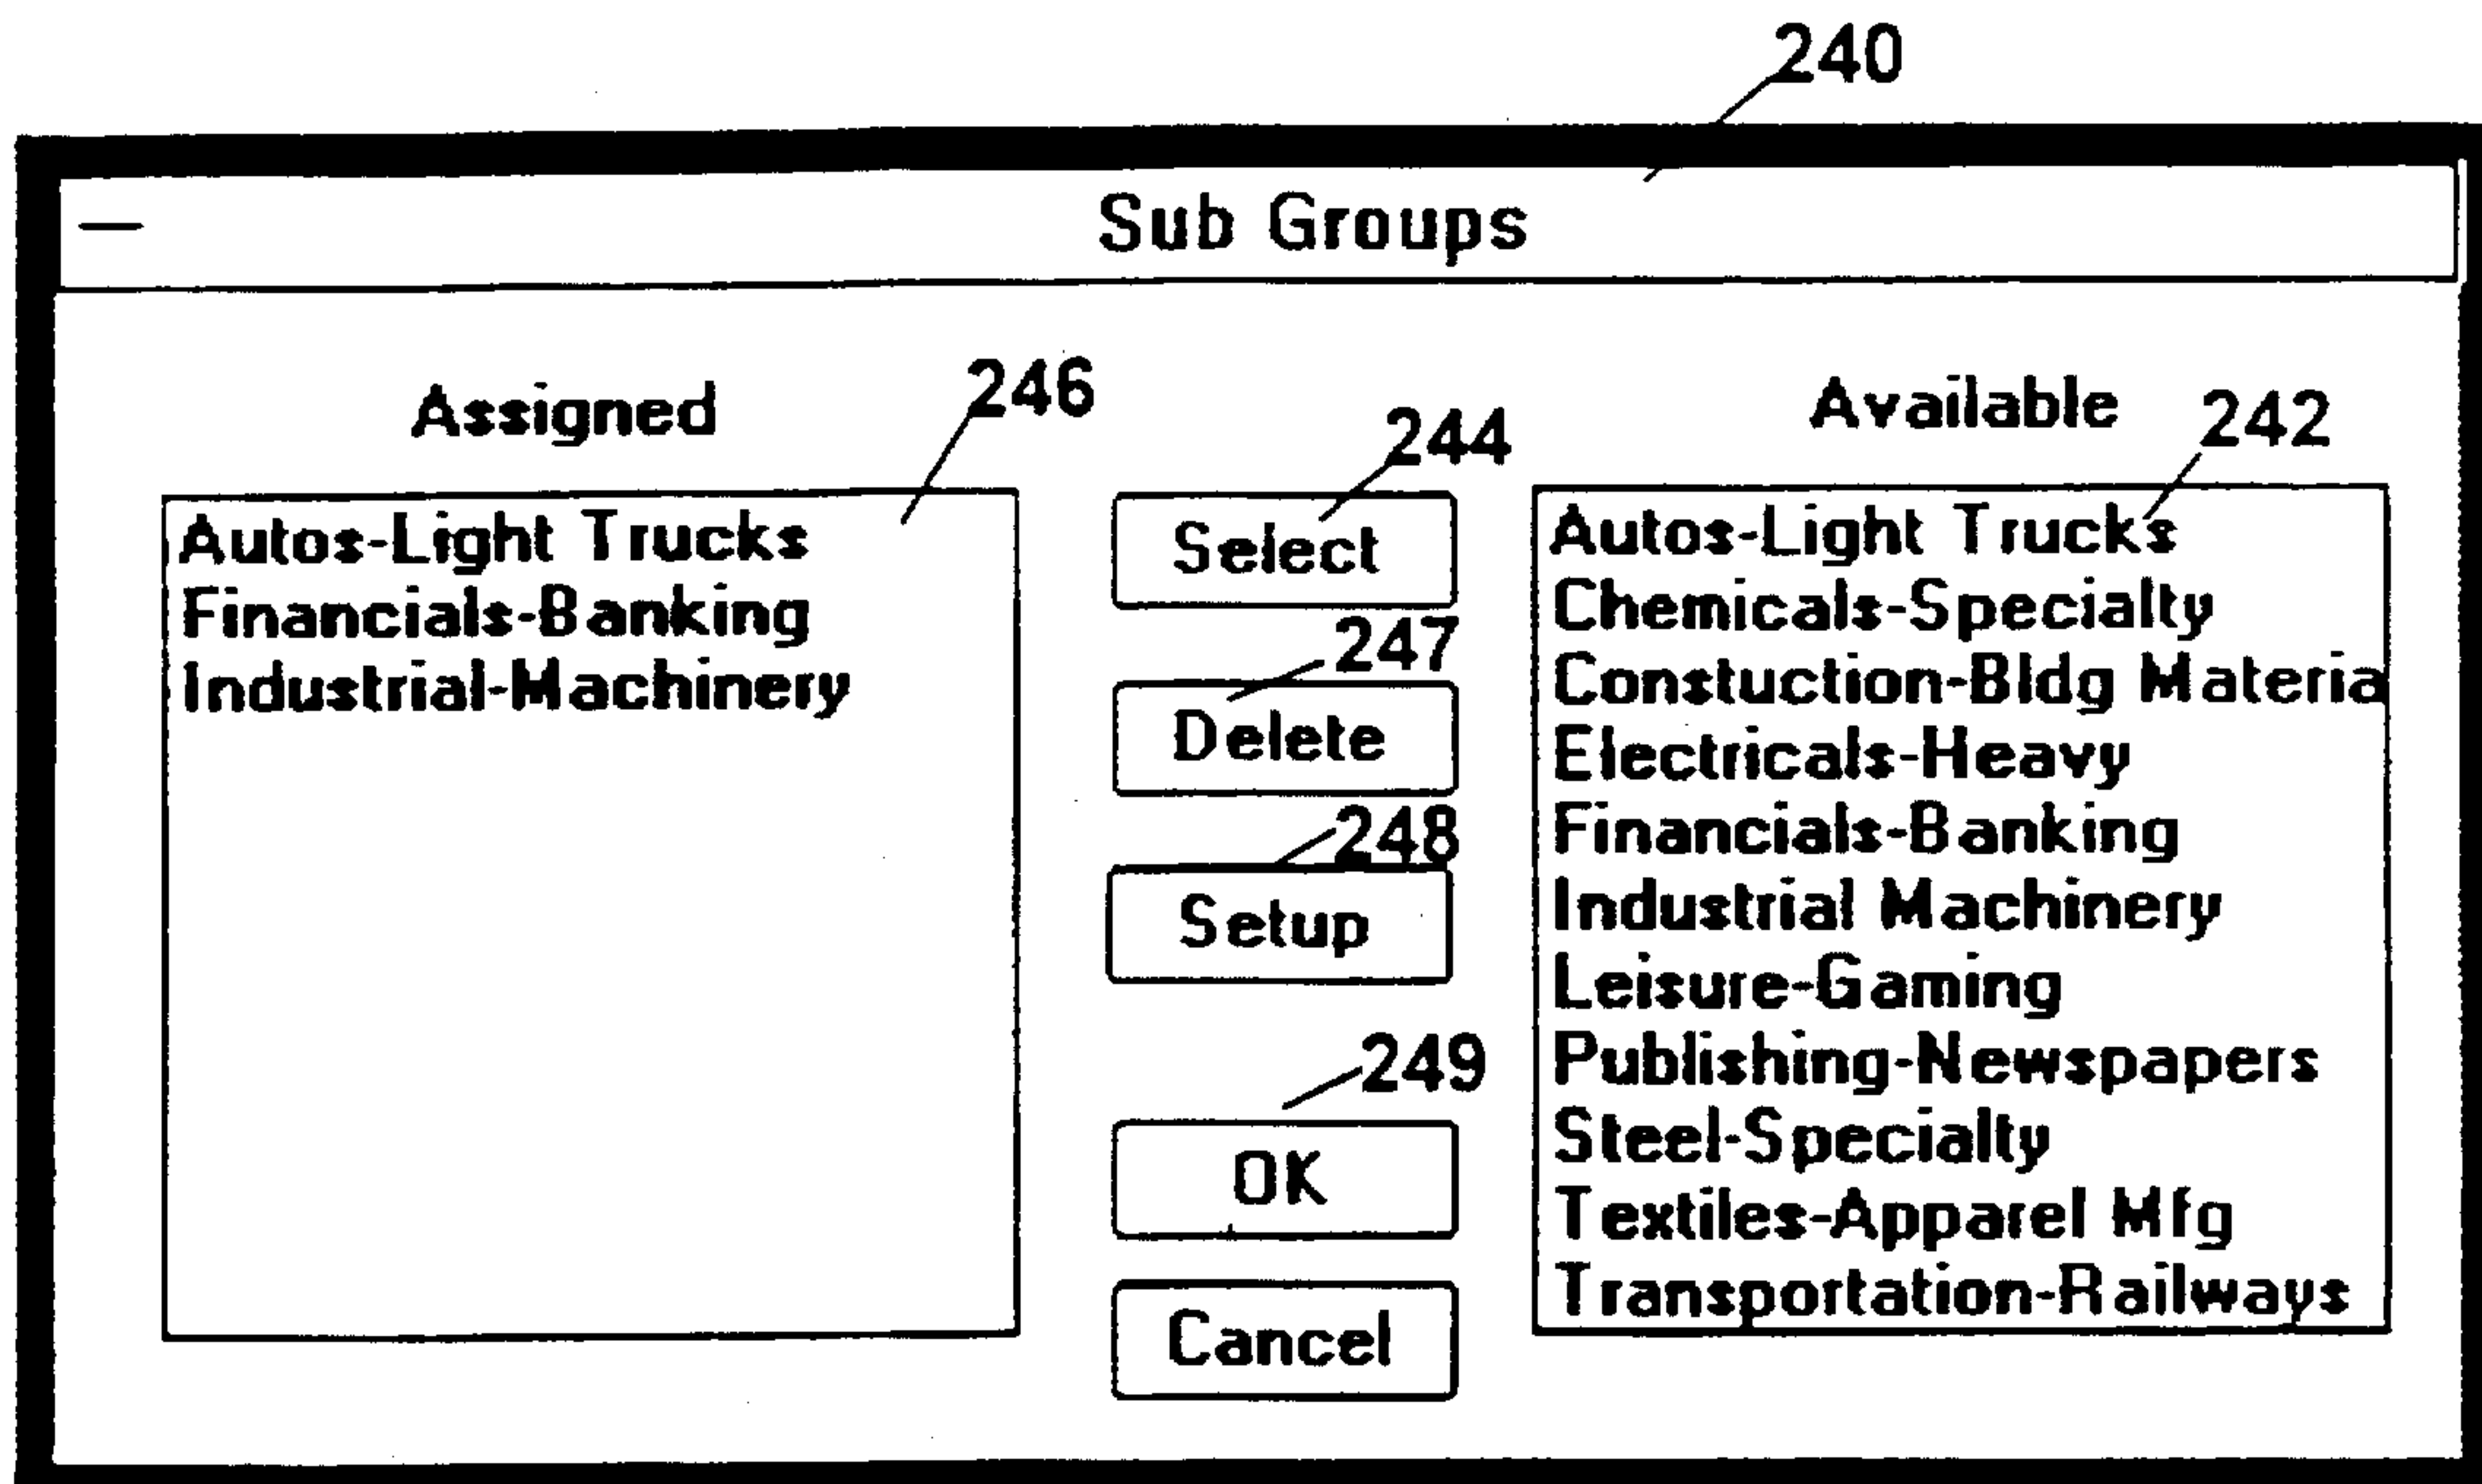 240
Sub Groups
Assigned
246
Autos-Light Trucks
Financials-Banking
Industrial-Machinery
244
Select
247
Delete
248
Setup
249
OK
Cancel
Available
242
Autos-Light Trucks
Chemicals-Specialty
Constuction-Bldg Materia
Electricals-Heavy
Financials-Banking
Industrial Machinery
Leisure-Gaming
Publishing-Newspapers
Steel-Specialty
Textiles-Apparel Mfg
Transportation-Railways